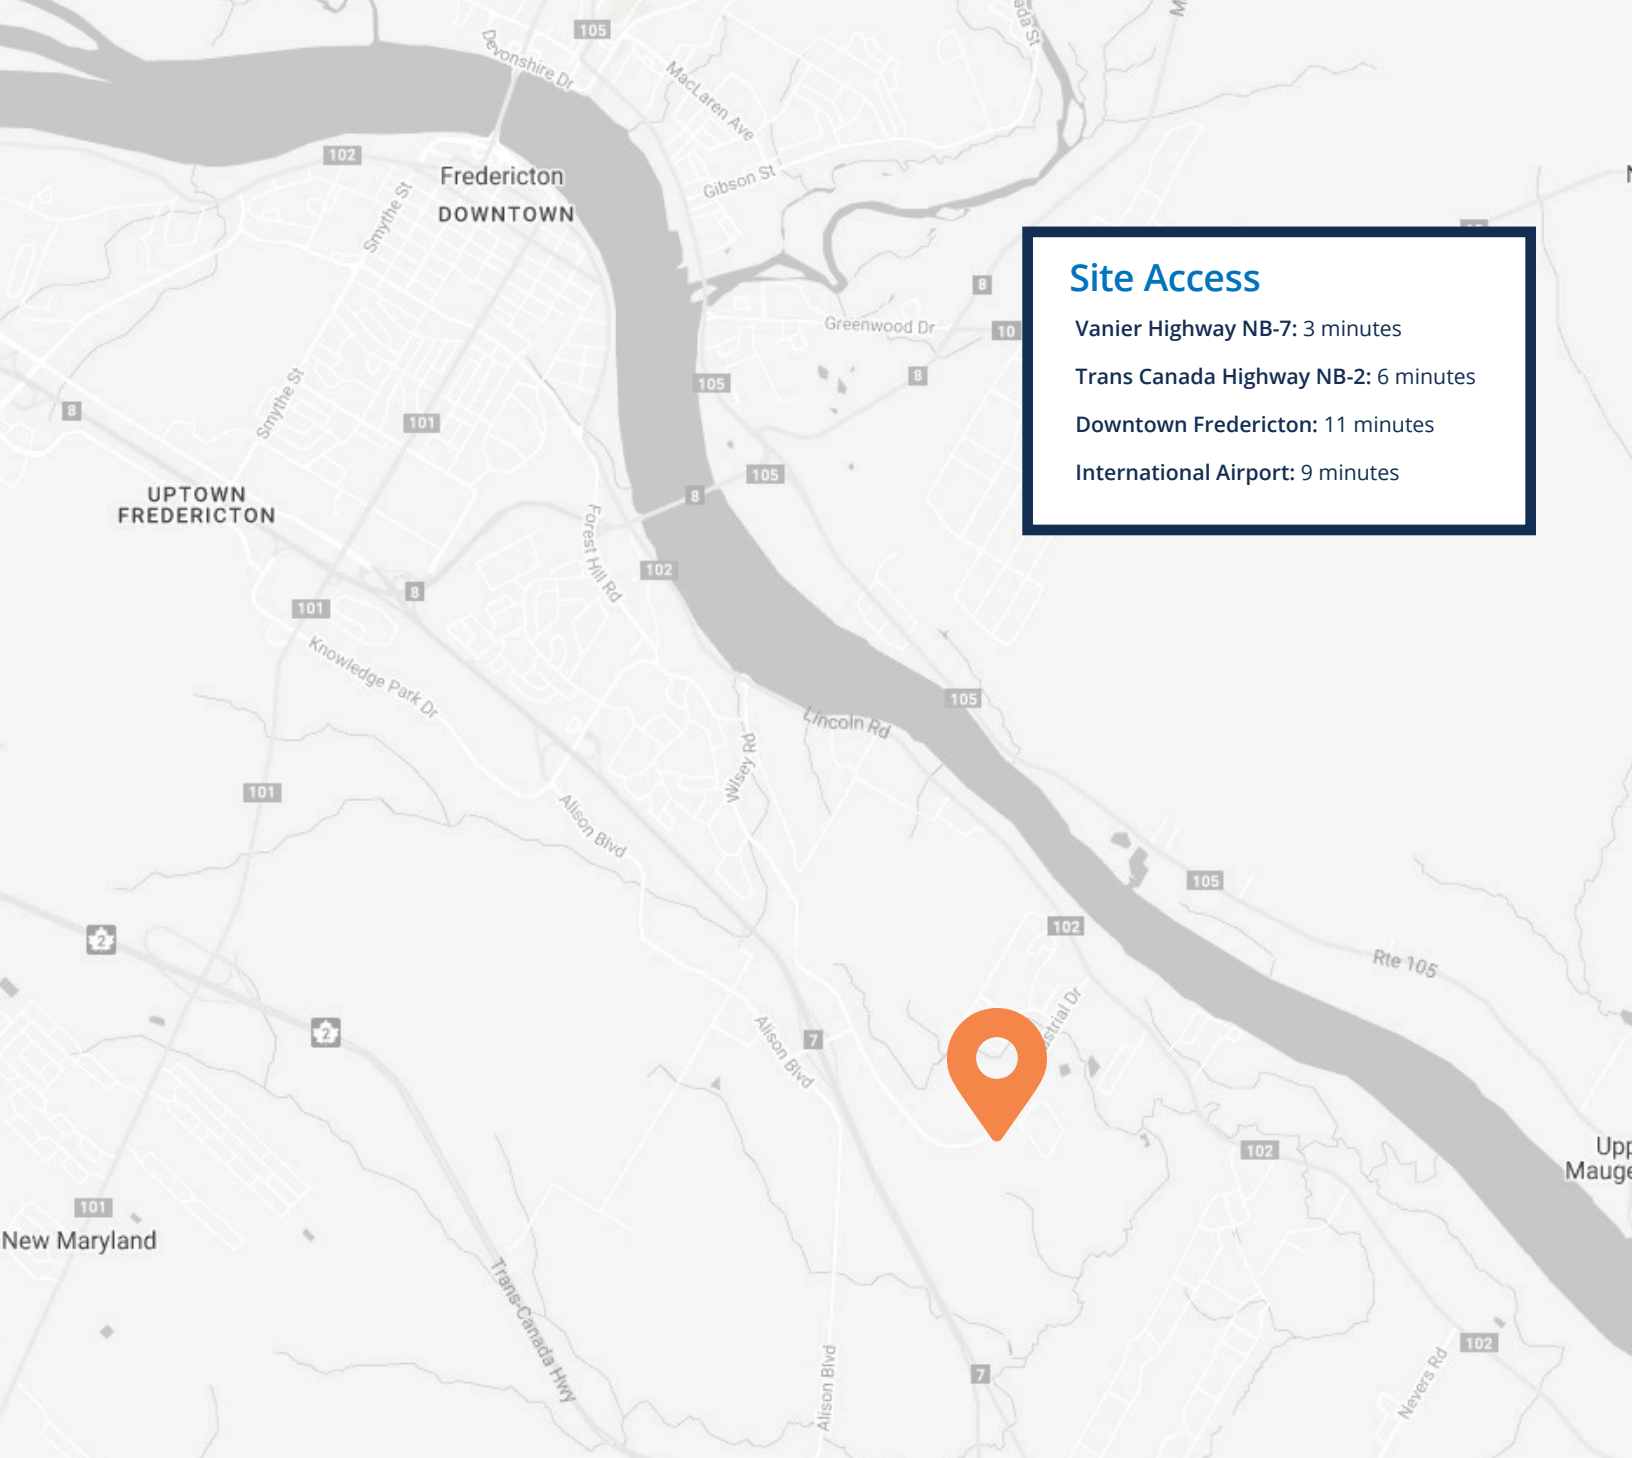 105
Devonshire Dr
MacLaren Ave
102
Fredericton
DOWNTOWN
Smythe St
Gibson St
8
Greenwood Dr
10
8
105
Smythe St
8
101
105
8
UPTOWN
FREDERICTON
Forest Hill Rd
102
8
101
Knowledge Park Dr
105
Lincoln Rd
Wilsey Rd
101
Alison Blvd
105
102
2
2
Rte 105
7
Alison Blvd
102
101
New Maryland
Trans-Canada Hwy
Alison Blvd
7
102
Nevers Rd
Site Access
Vanier Highway NB-7: 3 minutes
Trans Canada Highway NB-2: 6 minutes
Downtown Fredericton: 11 minutes
International Airport: 9 minutes